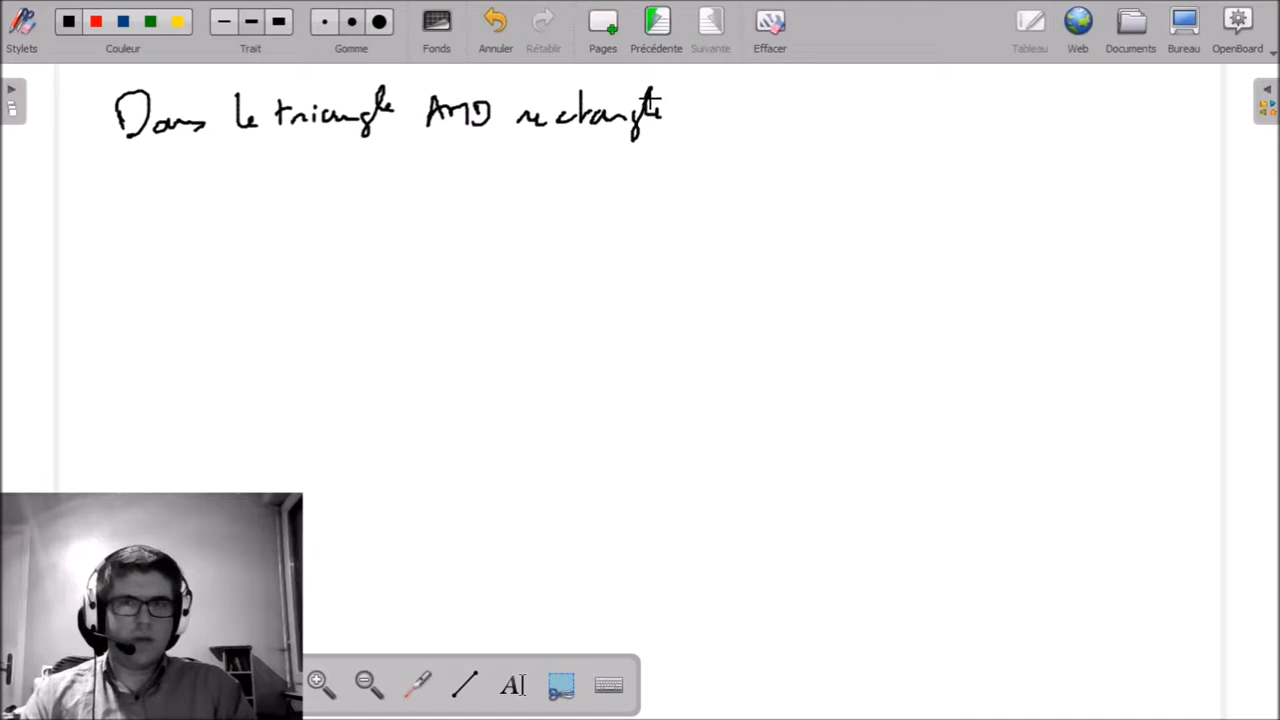 Stylets Couleur Trait Gomme Fonds Annuler Rétablir Pages Précédente Suivante Effacer Tableau Web Documents Bureau OpenBoard
Dans le triangle AMD rectangle
AI